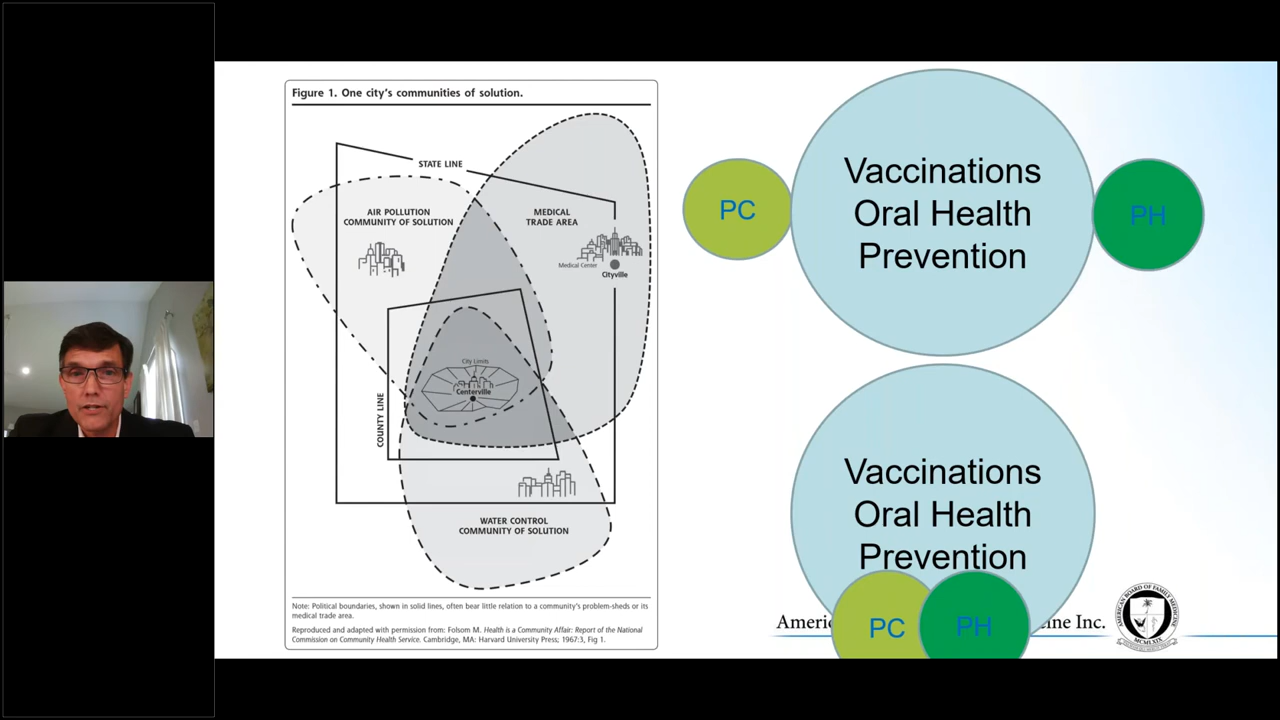 Figure 1. One city's communities of solution.
STATE LINE
AIR POLLUTION
COMMUNITY OF SOLUTION
MEDICAL
TRADE AREA
Medical Center
Cityville
City Limits
Centerville
COUNTY LINE
WATER CONTROL
COMMUNITY OF SOLUTION
Note: Political boundaries, shown in solid lines, often bear little relation to a community's problem-sheds or its
medical trade area.
Reproduced and adapted with permission from: Folsom M. Health is a Community Affair: Report of the National
Commission on Community Health Service. Cambridge, MA: Harvard University Press; 1967:3, Fig 1.
PC
Vaccinations
Oral Health
Prevention
PH
Vaccinations
Oral Health
Prevention
PC
PH
Inc.
AMERICAN BOARD OF FAMILY MEDICINE